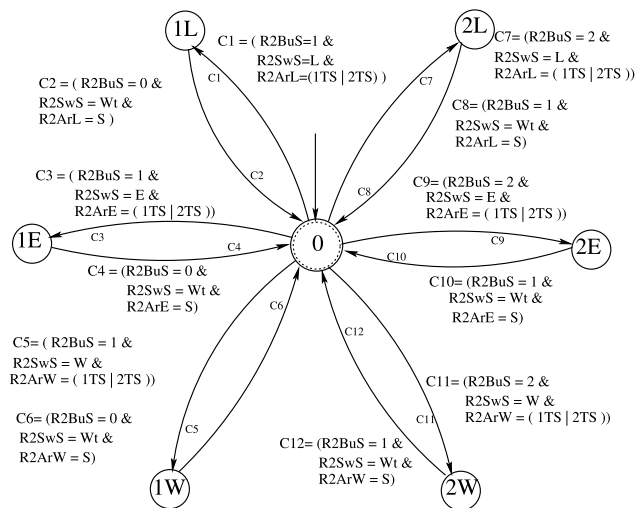 1L
C1 = ( R2BuS=1 &
R2SwS=L &
R2ArL=(1TS | 2TS) )
2L
C7= (R2BuS = 2 &
R2SwS = L &
R2ArL = ( 1TS | 2TS ))
C2 = ( R2BuS = 0 &
R2SwS = Wt &
R2ArL = S )
C1
C7
C8= (R2BuS = 1 &
R2SwS = Wt &
R2ArL = S)
C2
C8
C3 = ( R2BuS = 1 &
R2SwS = E &
R2ArE = ( 1TS | 2TS ))
C9= (R2BuS = 2 &
R2SwS = E &
R2ArE = ( 1TS | 2TS ))
1E
C3
C4
0
C9
C10
2E
C4 = (R2BuS = 0 &
R2SwS = Wt &
R2ArE = S)
C10= (R2BuS = 1 &
R2SwS = Wt &
R2ArE = S)
C6
C12
C5= ( R2BuS = 1 &
R2SwS = W &
R2ArW = ( 1TS | 2TS ))
C11= (R2BuS = 2 &
R2SwS = W &
R2ArW = ( 1TS | 2TS ))
C6= (R2BuS = 0 &
R2SwS = Wt &
R2ArW = S)
C5
C11
C12= (R2BuS = 1 &
R2SwS = Wt &
R2ArW = S)
1W
2W